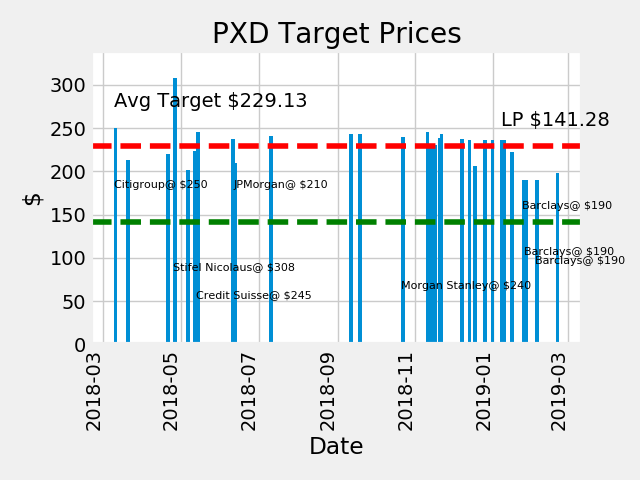 PXD Target Prices
Avg Target $229.13
LP $141.28
Citigroup@ $250
JPMorgan@ $210
Barclays@ $190
Barclays@ $190
Barclays@ $190
Stifel Nicolaus@ $308
Morgan Stanley@ $240
Credit Suisse@ $245
$
300
250
200
150
100
50
0
2018-03
2018-05
2018-07
2018-09
2018-11
2019-01
2019-03
Date